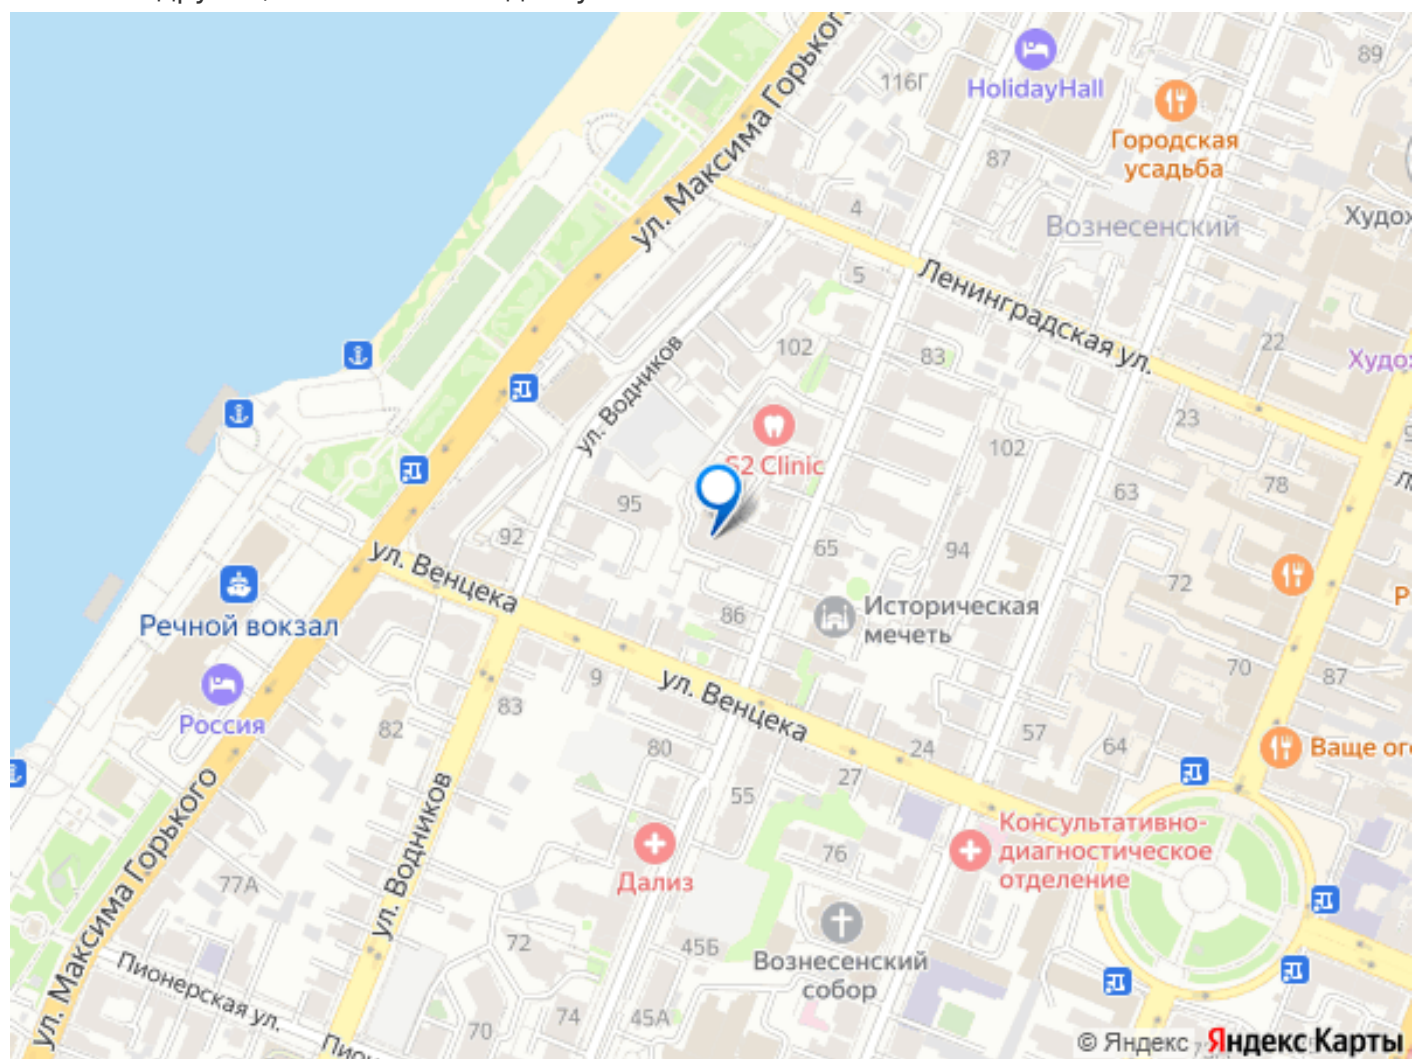 ул. Максима Горького
116Г
HolidayHall
89
Городская
усадьба
87
4
Вознесенский
Худож
5
Ленинградская ул.
ул. Водников
102
83
22
Худо
23
S2 Clinic
102
78
63
95
92
ул. Венцека
65
94
72
Речной вокзал
86
Историческая
мечеть
70
87
Россия
9
ул. Венцека
83
82
80
24
57
64
Ваще ог
27
55
ул. Водников
Консультативно-
диагностическое
отделение
76
Дализ
77А
ул. Максима Горького
72
45Б
Вознесенский
собор
Пионерская ул.
70
74
45А
Пио
© Яндекс Яндекс Карты